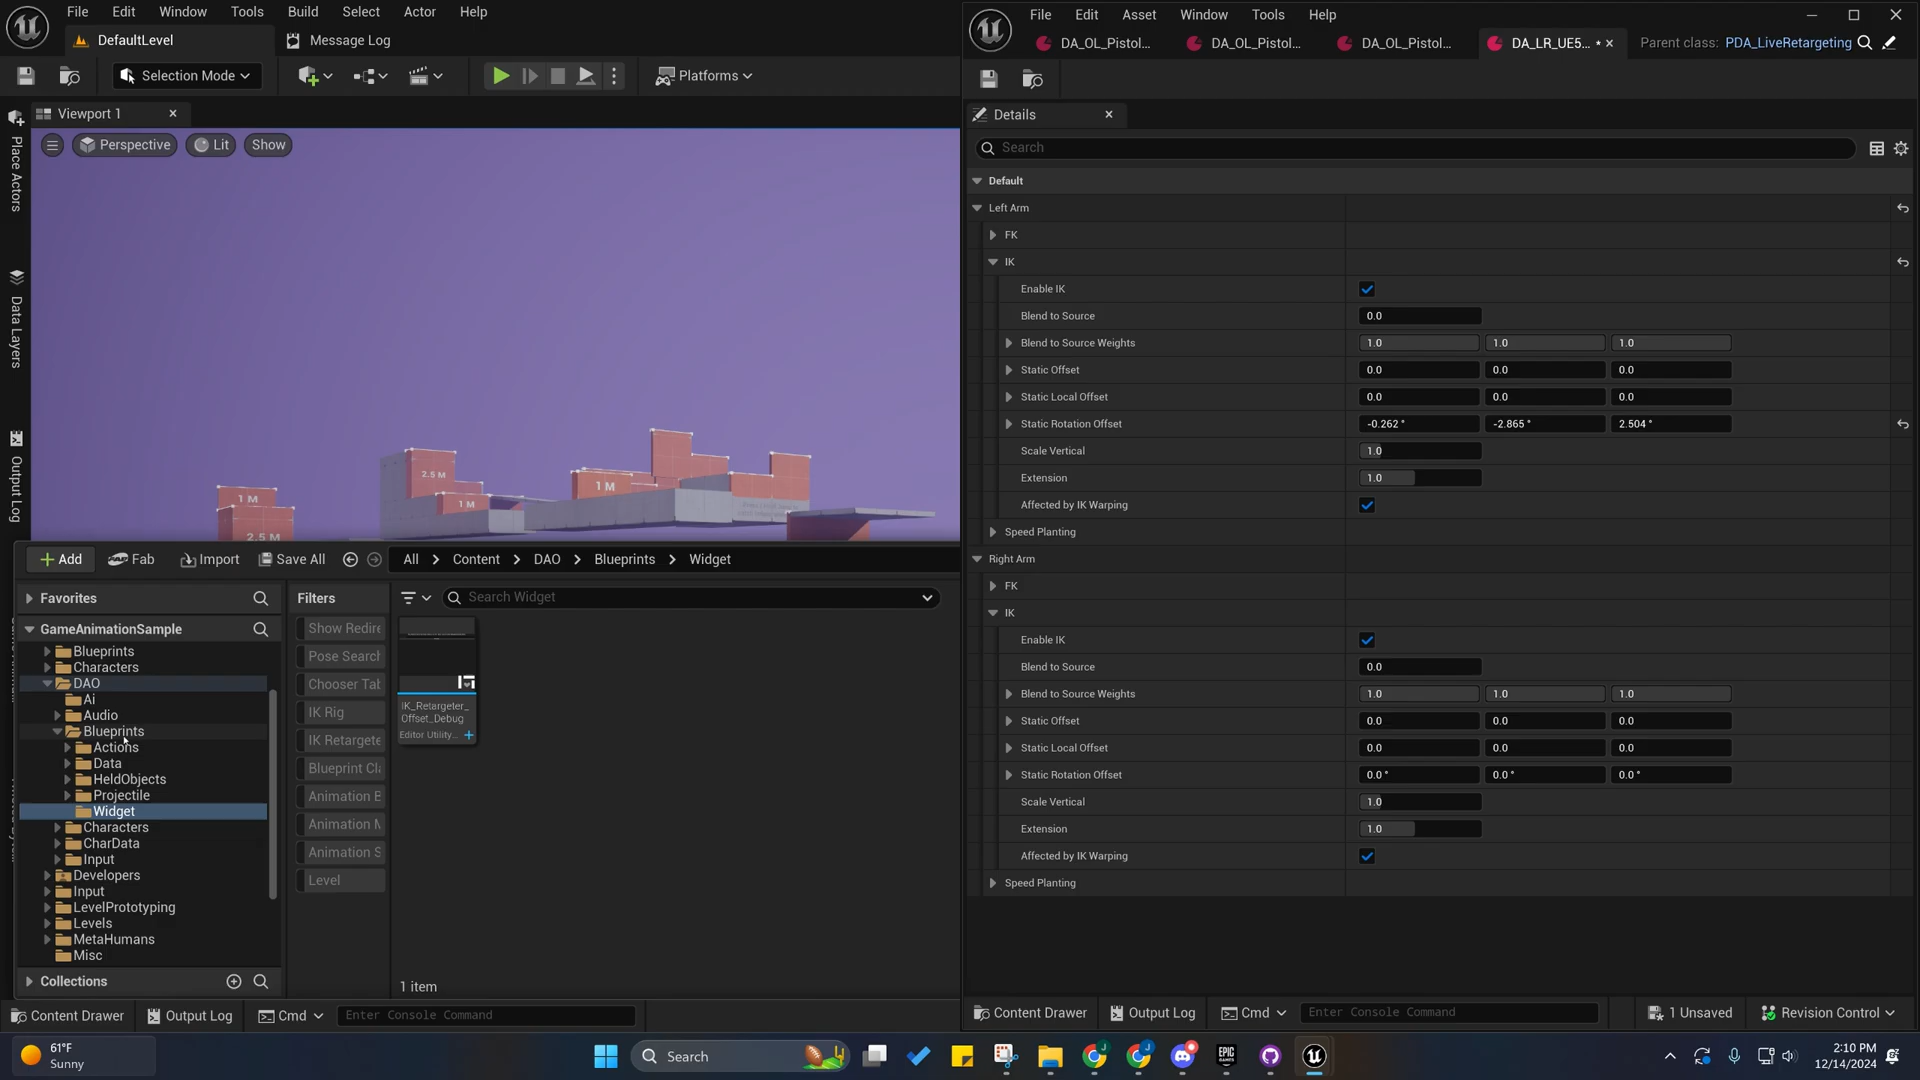 File Edit Window Tools Build Select Actor Help
DefaultLevel
Message Log
Selection Mode
Platforms
Viewport 1
Perspective
Lit
Show
Place Actors
Data Layers
Output Log
1 M
2.5 M
2.5 M
1 M
1 M
Add
Fab
Import
Save All
All > Content > DAO > Blueprints > Widget
Favorites
GameAnimationSample
Blueprints
Characters
DAO
Ai
Audio
Blueprints
Actions
Data
HeldObjects
Projectile
Widget
Characters
CharData
Input
Developers
Input
LevelPrototyping
Levels
MetaHumans
Misc
Collections
Filters
Show Redire
Pose Search
Chooser Tab
IK Rig
IK Retargete
Blueprint Cl
Animation B
Animation M
Animation S
Level
Search Widget
IK_Retargeter_
Offset_Debug
Editor Utility...
1 item
Content Drawer
Output Log
Cmd
Enter Console Command
File Edit Asset Window Tools Help
DA_OL_Pistol...
DA_OL_Pistol...
DA_OL_Pistol...
DA_LR_UE5... *
Parent class: PDA_LiveRetargeting
Details
Search
Default
Left Arm
FK
IK
Enable IK
Blend to Source 0.0
Blend to Source Weights 1.0 1.0 1.0
Static Offset 0.0 0.0 0.0
Static Local Offset 0.0 0.0 0.0
Static Rotation Offset -0.262 ° -2.865 ° 2.504 °
Scale Vertical 1.0
Extension 1.0
Affected by IK Warping
Speed Planting
Right Arm
FK
IK
Enable IK
Blend to Source 0.0
Blend to Source Weights 1.0 1.0 1.0
Static Offset 0.0 0.0 0.0
Static Local Offset 0.0 0.0 0.0
Static Rotation Offset 0.0 ° 0.0 ° 0.0 °
Scale Vertical 1.0
Extension 1.0
Affected by IK Warping
Speed Planting
Content Drawer
Output Log
Cmd
Enter Console Command
1 Unsaved
Revision Control
61°F
Sunny
Search
EPIC
GAMES
2:10 PM
12/14/2024